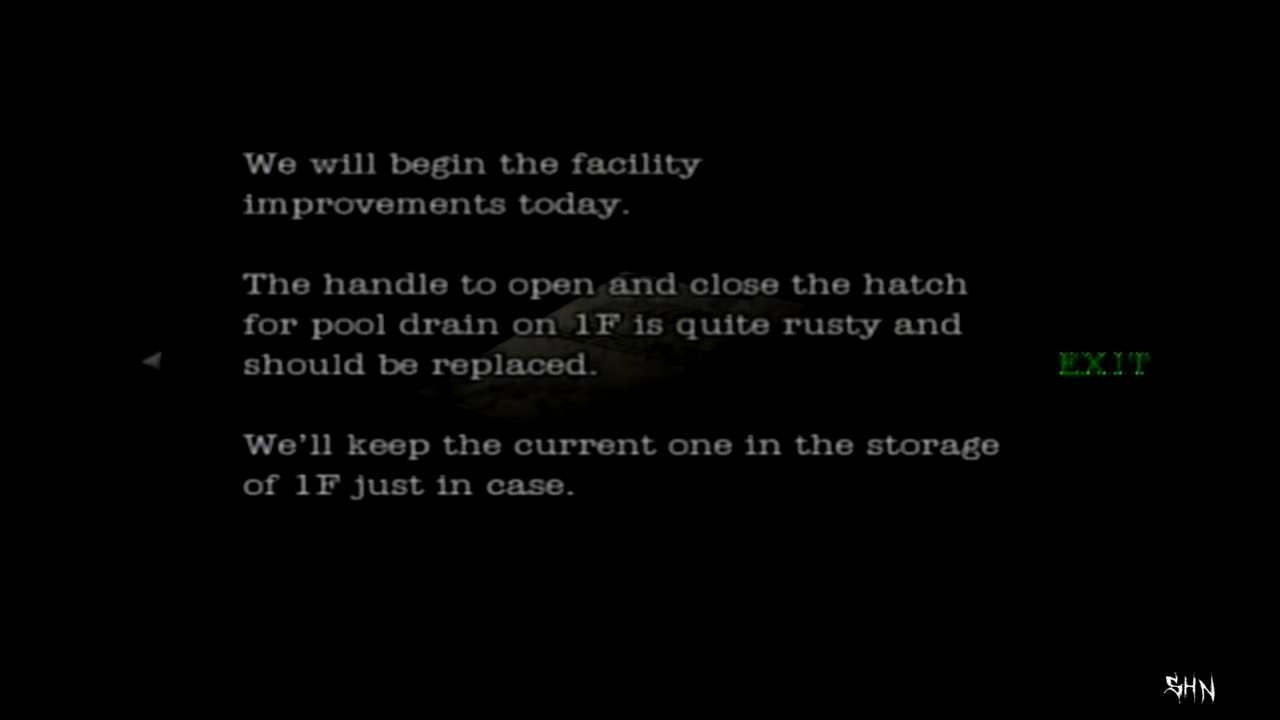 We will begin the facility
improvements today.
The handle to open and close the hatch
for pool drain on 1F is quite rusty and
should be replaced.
EXIT
We'll keep the current one in the storage
of 1F just in case.
SHN